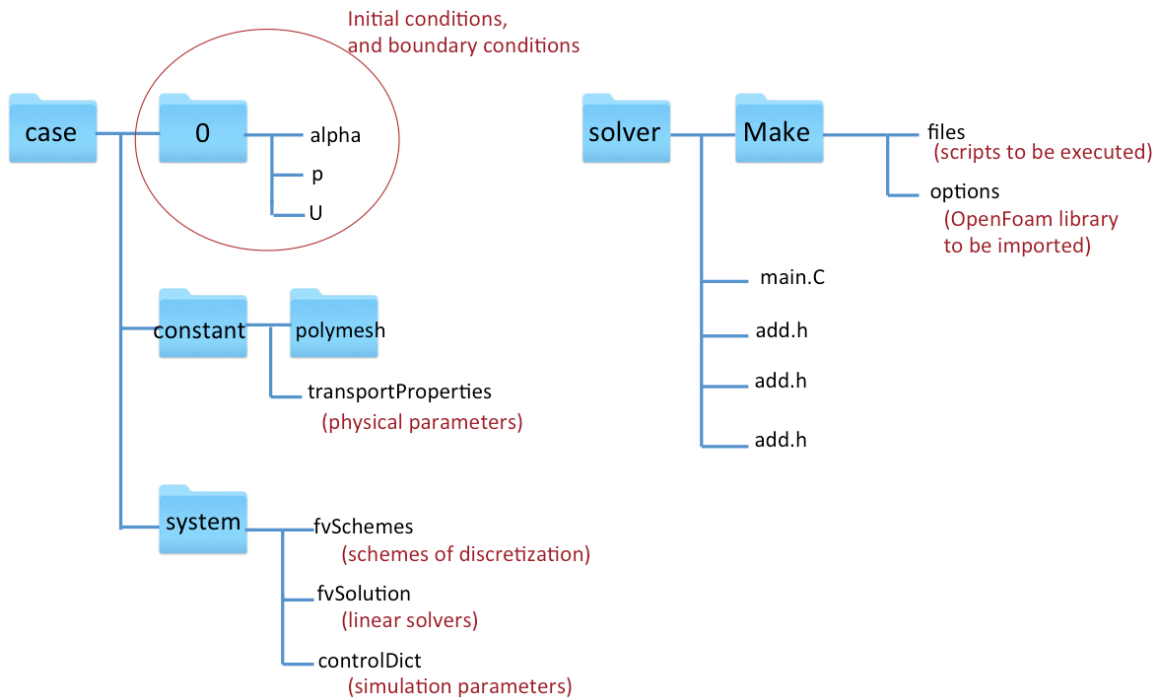 Initial conditions,
and boundary conditions
case
0
alpha
p
U
constant
polymesh
transportProperties
(physical parameters)
system
fvSchemes
(schemes of discretization)
fvSolution
(linear solvers)
controlDict
(simulation parameters)
solver
Make
files
(scripts to be executed)
options
(OpenFoam library
to be imported)
main.C
add.h
add.h
add.h